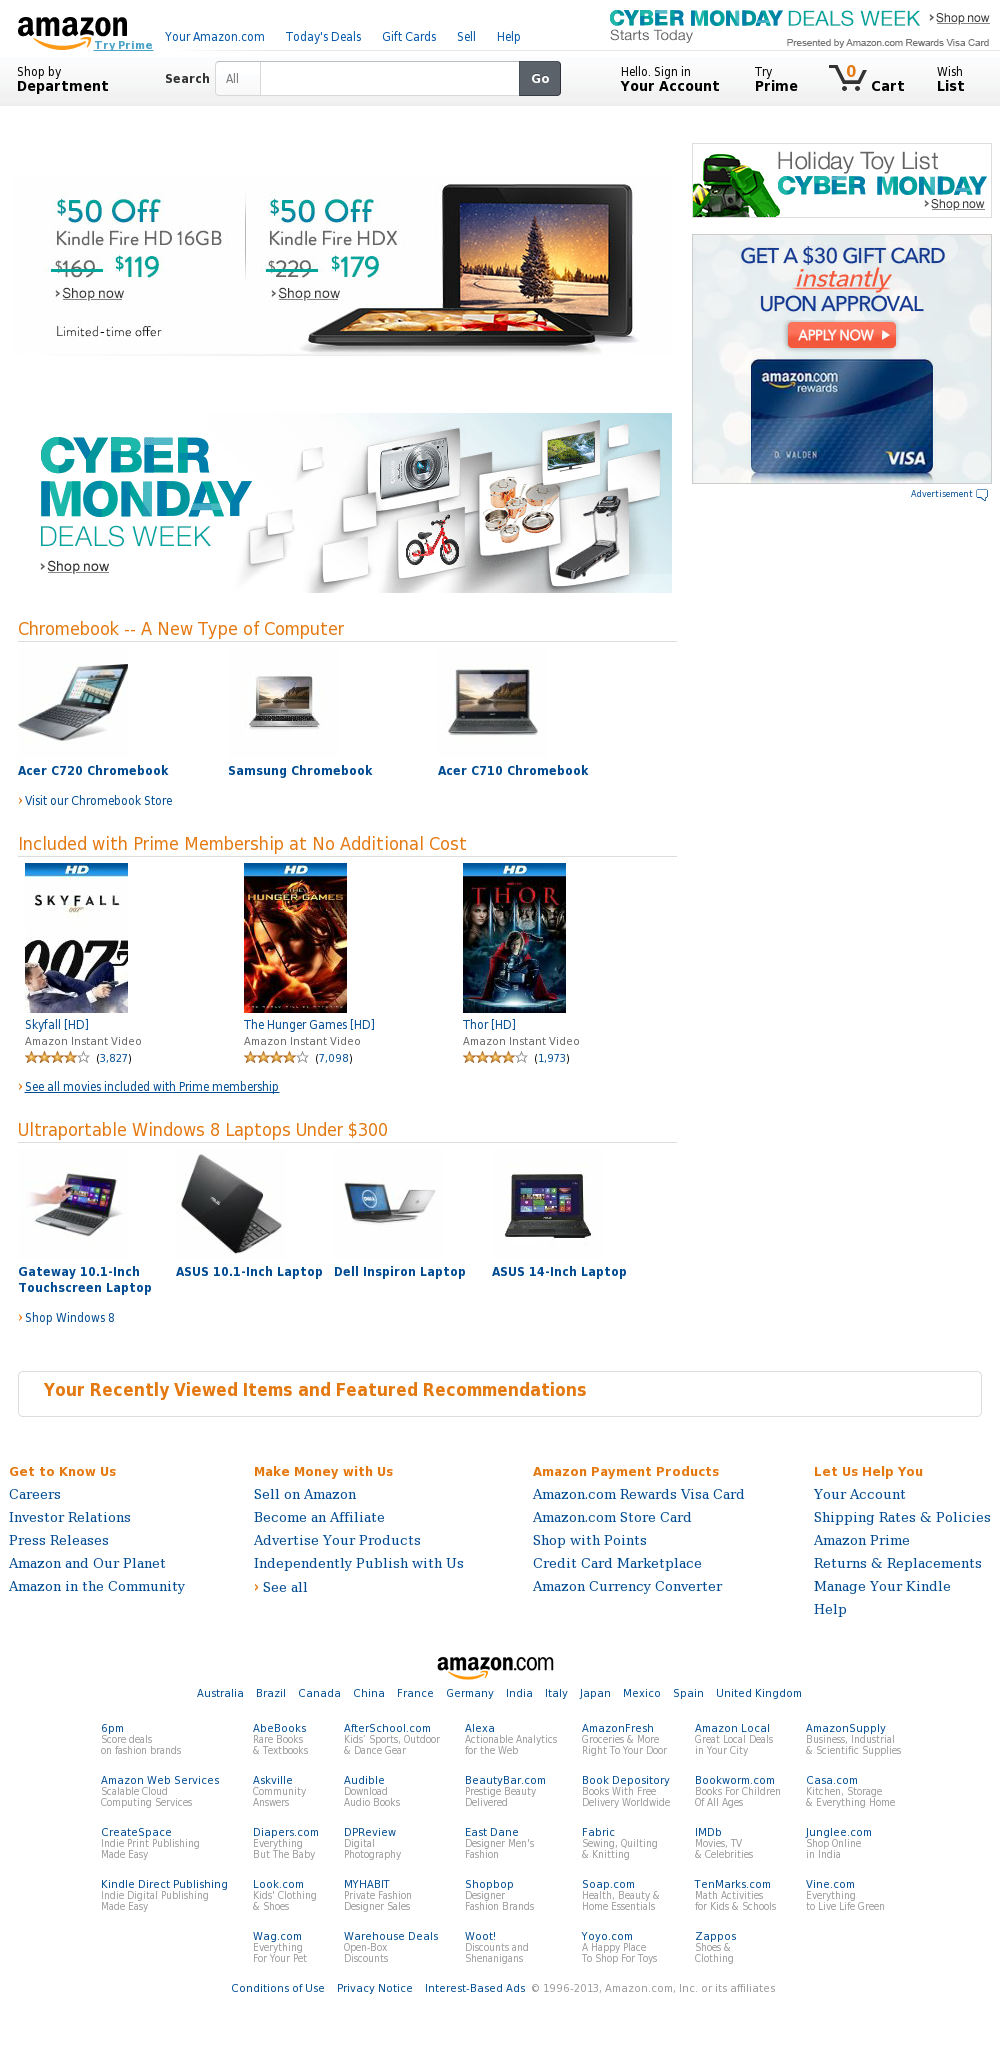 amazon
Try Prime
Your Amazon.com Today's Deals Gift Cards Sell Help
CYBER MONDAY DEALS WEEK
Starts Today
› Shop now
Presented by Amazon.com Rewards Visa Card
Shop by
Department
Search All Go
Hello. Sign in
Your Account
Try
Prime
0 Cart
Wish
List
$50 Off
Kindle Fire HD 16GB
$169 $119
› Shop now
$50 Off
Kindle Fire HDX
$229 $179
› Shop now
Limited-time offer
Holiday Toy List
CYBER MONDAY
› Shop now
GET A $30 GIFT CARD
instantly
UPON APPROVAL
APPLY NOW
amazon.com
rewards
D. WALDEN
VISA
Advertisement
CYBER
MONDAY
DEALS WEEK
› Shop now
Chromebook -- A New Type of Computer
Acer C720 Chromebook
Samsung Chromebook
Acer C710 Chromebook
› Visit our Chromebook Store
Included with Prime Membership at No Additional Cost
HD
SKYFALL
007
007
HD
THE
HUNGER GAMES
HD
THOR
Skyfall [HD]
Amazon Instant Video
(3,827)
The Hunger Games [HD]
Amazon Instant Video
(7,098)
Thor [HD]
Amazon Instant Video
(1,973)
› See all movies included with Prime membership
Ultraportable Windows 8 Laptops Under $300
DELL
Gateway 10.1-Inch
Touchscreen Laptop
ASUS 10.1-Inch Laptop
Dell Inspiron Laptop
ASUS 14-Inch Laptop
› Shop Windows 8
Your Recently Viewed Items and Featured Recommendations
Get to Know Us
Careers
Investor Relations
Press Releases
Amazon and Our Planet
Amazon in the Community
Make Money with Us
Sell on Amazon
Become an Affiliate
Advertise Your Products
Independently Publish with Us
› See all
Amazon Payment Products
Amazon.com Rewards Visa Card
Amazon.com Store Card
Shop with Points
Credit Card Marketplace
Amazon Currency Converter
Let Us Help You
Your Account
Shipping Rates & Policies
Amazon Prime
Returns & Replacements
Manage Your Kindle
Help
amazon.com
Australia Brazil Canada China France Germany India Italy Japan Mexico Spain United Kingdom
6pm
Score deals
on fashion brands
AbeBooks
Rare Books
& Textbooks
AfterSchool.com
Kids' Sports, Outdoor
& Dance Gear
Alexa
Actionable Analytics
for the Web
AmazonFresh
Groceries & More
Right To Your Door
Amazon Local
Great Local Deals
in Your City
AmazonSupply
Business, Industrial
& Scientific Supplies
Amazon Web Services
Scalable Cloud
Computing Services
Askville
Community
Answers
Audible
Download
Audio Books
BeautyBar.com
Prestige Beauty
Delivered
Book Depository
Books With Free
Delivery Worldwide
Bookworm.com
Books For Children
Of All Ages
Casa.com
Kitchen, Storage
& Everything Home
CreateSpace
Indie Print Publishing
Made Easy
Diapers.com
Everything
But The Baby
DPReview
Digital
Photography
East Dane
Designer Men's
Fashion
Fabric
Sewing, Quilting
& Knitting
IMDb
Movies, TV
& Celebrities
Junglee.com
Shop Online
in India
Kindle Direct Publishing
Indie Digital Publishing
Made Easy
Look.com
Kids' Clothing
& Shoes
MYHABIT
Private Fashion
Designer Sales
Shopbop
Designer
Fashion Brands
Soap.com
Health, Beauty &
Home Essentials
TenMarks.com
Math Activities
for Kids & Schools
Vine.com
Everything
to Live Life Green
Wag.com
Everything
For Your Pet
Warehouse Deals
Open-Box
Discounts
Woot!
Discounts and
Shenanigans
Yoyo.com
A Happy Place
To Shop For Toys
Zappos
Shoes &
Clothing
Conditions of Use Privacy Notice Interest-Based Ads © 1996-2013, Amazon.com, Inc. or its affiliates